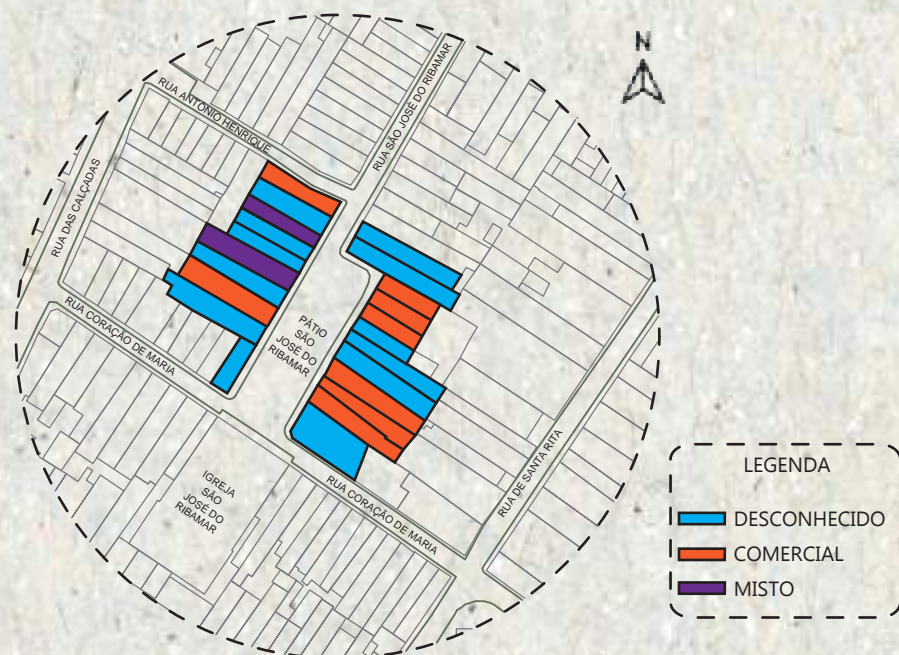 N
RUA SÃO JOSÉ DO RIBAMAR
RUA ANTÔNIO HENRIQUE
RUA DAS CALÇADAS
RUA CORAÇÃO DE MARIA
PÁTIO
SÃO
JOSÉ DO
RIBAMAR
IGREJA
SÃO
JOSÉ DO
RIBAMAR
RUA CORAÇÃO DE MARIA
RUA DE SANTA RITA
LEGENDA
DESCONHECIDO
COMERCIAL
MISTO